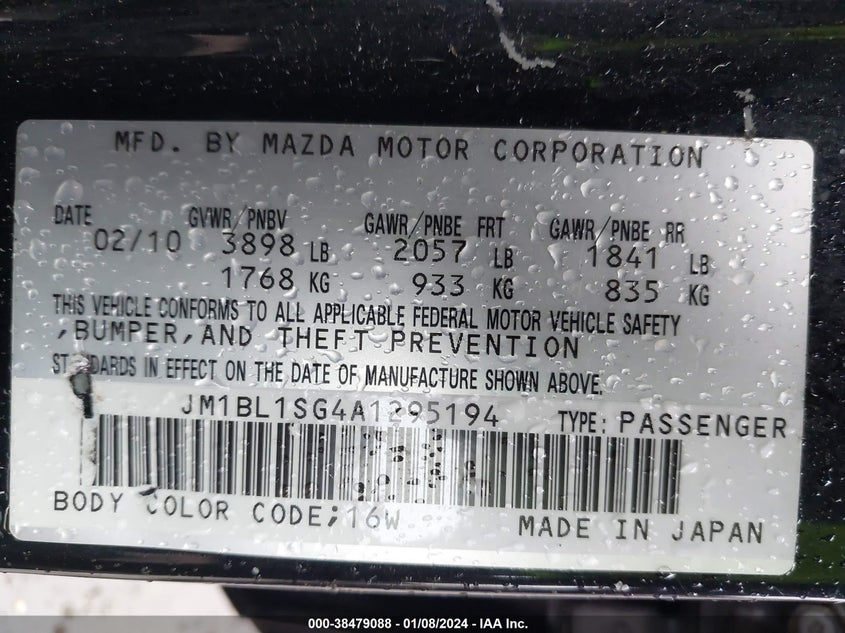 MFD. BY MAZDA MOTOR CORPORATION
DATE GVWR/PNBV GAWR/PNBE FRT GAWR/PNBE RR
02/10 3898 LB 2057 LB 1841 LB
1768 KG 933 KG 835 KG
THIS VEHICLE CONFORMS TO ALL APPLICABLE FEDERAL MOTOR VEHICLE SAFETY
,BUMPER,AND THEFT PREVENTION
STANDARDS IN EFFECT ON THE DATE OF MANUFACTURE SHOWN ABOVE.
JM1BL1SG4A1295194 TYPE: PASSENGER
BODY COLOR CODE;16W MADE IN JAPAN
000-38479088 - 01/08/2024 - IAA Inc.